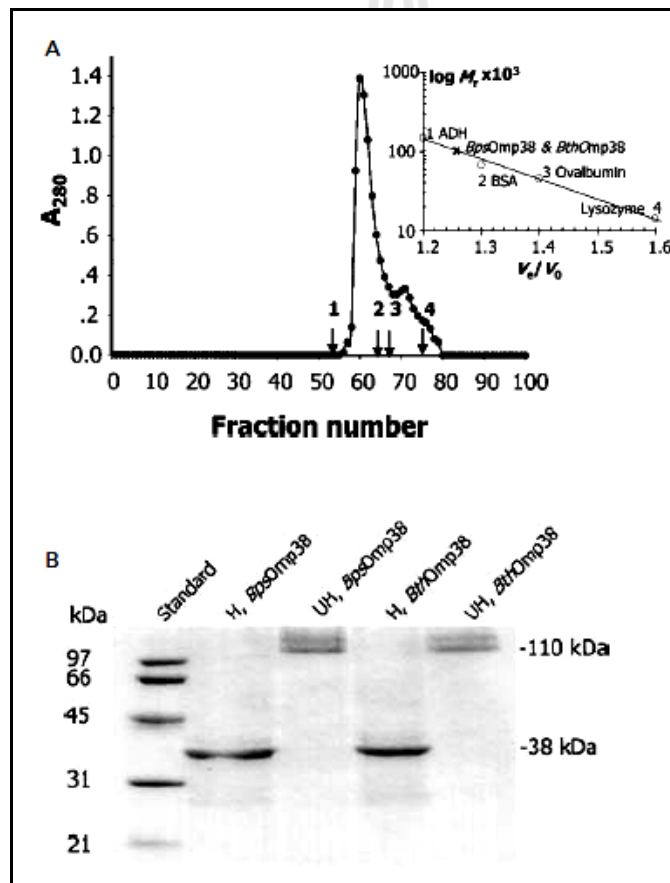 A
1.4
1.2
1.0
.8
.6
.4
.2
0.0
A280
0 10 20 30 40 50 60 70 80 90 100
Fraction number
1 2 3 4
log Mr x10³
1000
100
10
1 ADH
BpsOmp38 & BthOmp38
2 BSA
3 Ovalbumin
Lysozyme 4
1.2 1.3 1.4 1.5 1.6
Ve/ V0
B
kDa
Standard
H, BpsOmp38
UH, BpsOmp38
H, BthOmp38
UH, BthOmp38
97
66
45
31
21
-110 kDa
-38 kDa